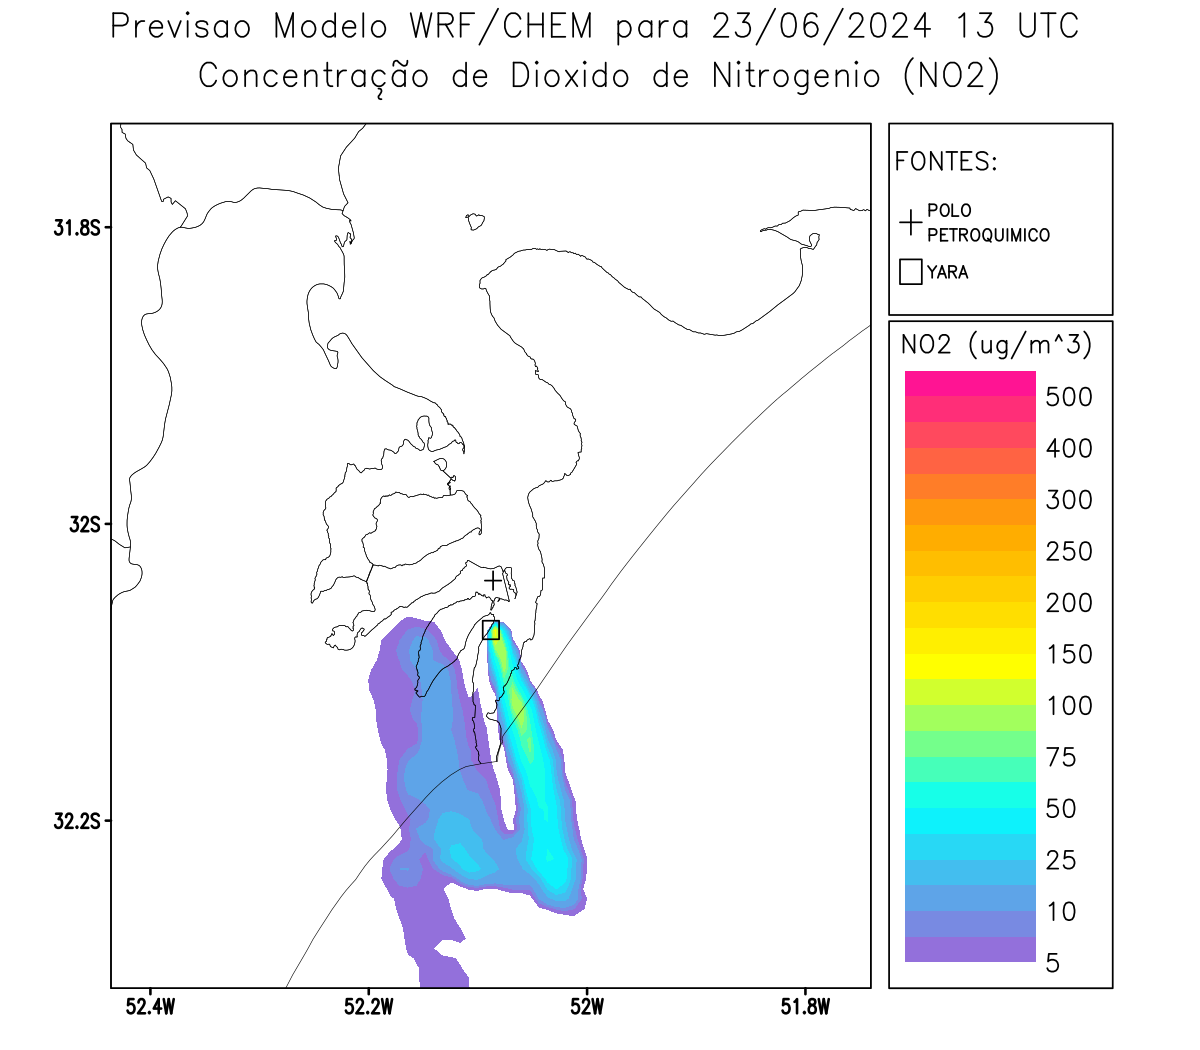 Previsao Modelo WRF/CHEM para 23/06/2024 13 UTC
Concentração de Dioxido de Nitrogenio (NO2)
FONTES:
POLO
PETROQUIMICO
YARA
NO2 (ug/m^3)
500
400
300
250
200
150
100
75
50
25
10
5
31.8S
32S
32.2S
52.4W
52.2W
52W
51.8W